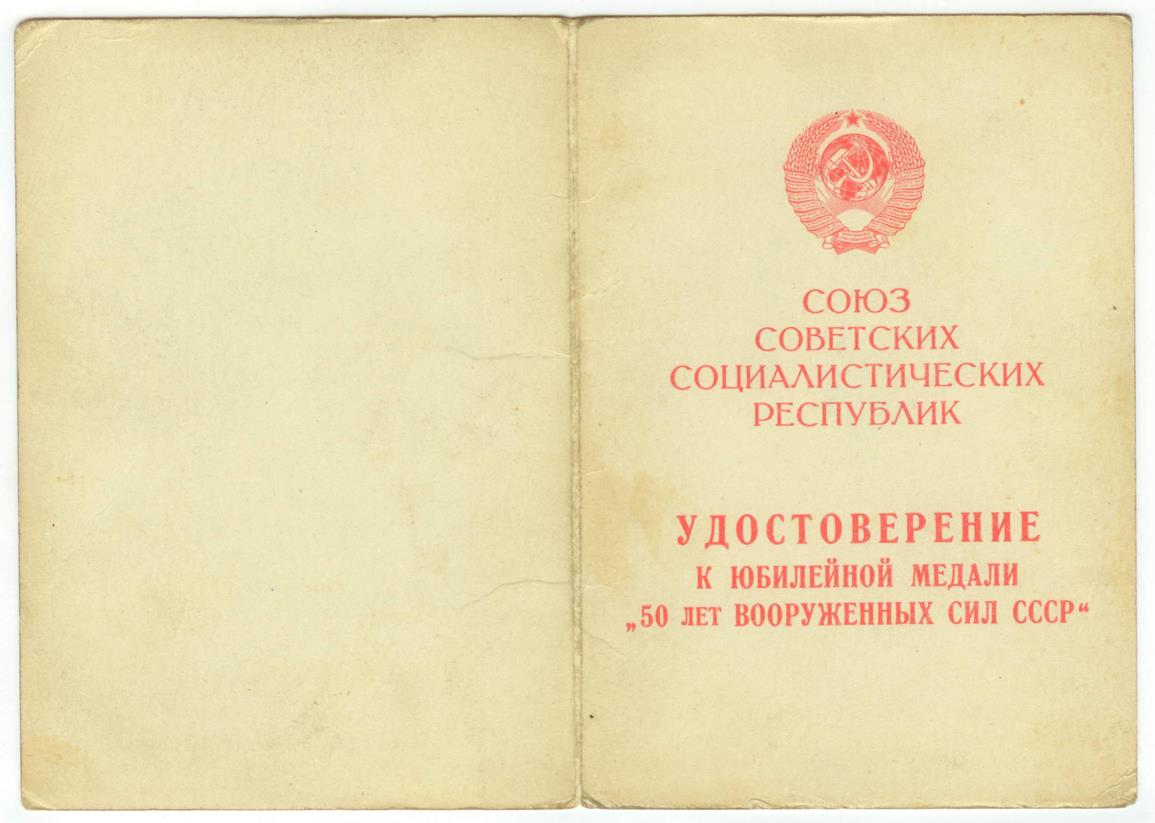 СОЮЗ
СОВЕТСКИХ
СОЦИАЛИСТИЧЕСКИХ
РЕСПУБЛИК
УДОСТОВЕРЕНИЕ
К ЮБИЛЕЙНОЙ МЕДАЛИ
„50 ЛЕТ ВООРУЖЕННЫХ СИЛ СССР“